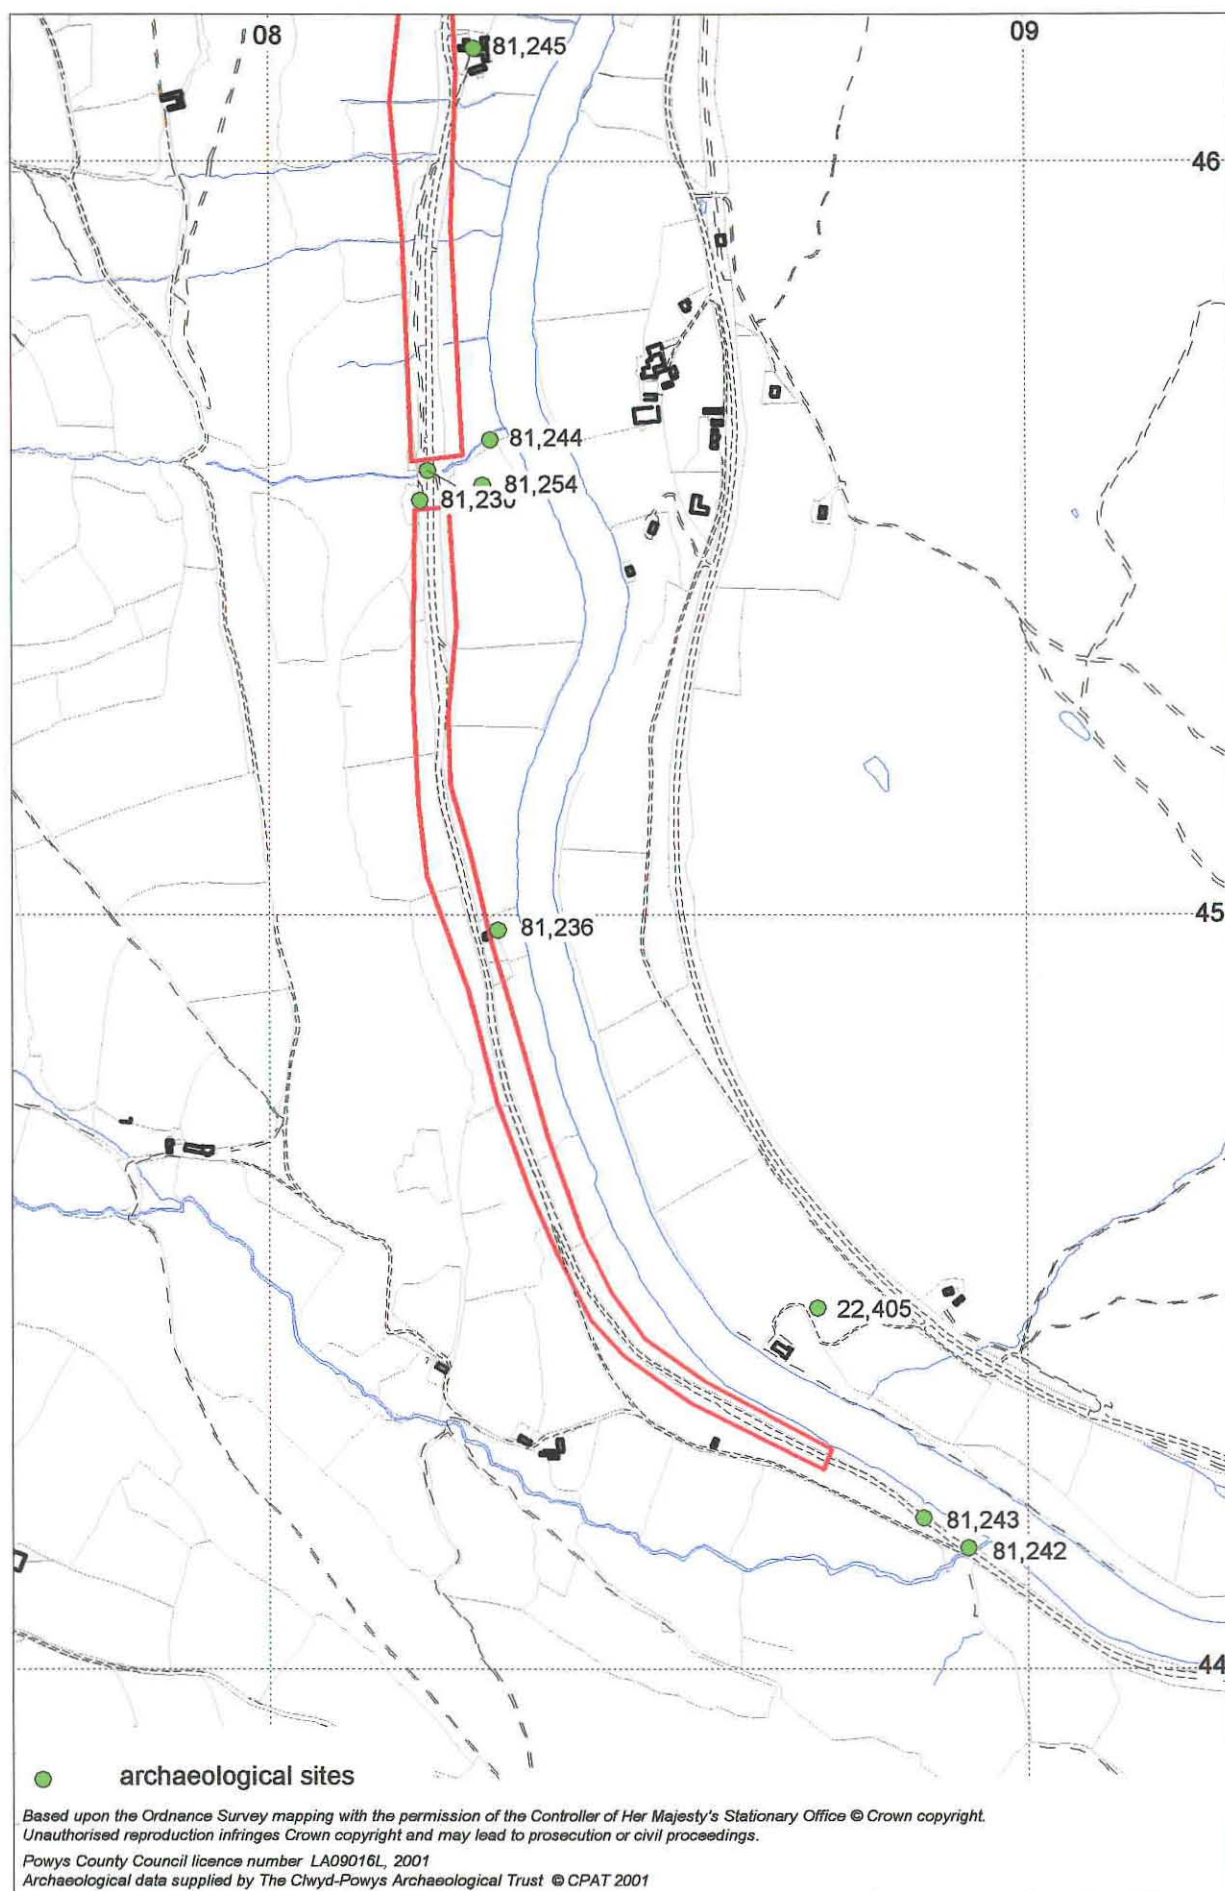 08
09
81,245
46
81,244
81,254
45
81,236
22,405
81,243
81,242
44
archaeological sites
Based upon the Ordnance Survey mapping with the permission of the Controller of Her Majesty's Stationary Office © Crown copyright.
Unauthorised reproduction infringes Crown copyright and may lead to prosecution or civil proceedings.
Powys County Council licence number LA09016L, 2001
Archaeological data supplied by The Clwyd-Powys Archaeological Trust © CPAT 2001